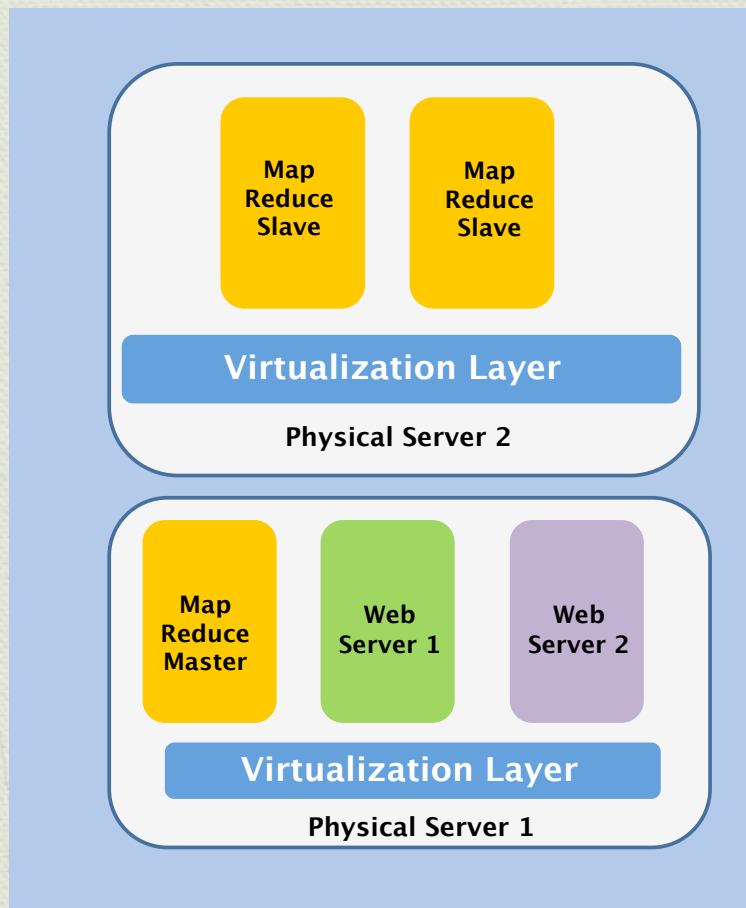 Map
Reduce
Slave
Map
Reduce
Slave
Virtualization Layer
Physical Server 2
Map
Reduce
Master
Web
Server 1
Web
Server 2
Virtualization Layer
Physical Server 1